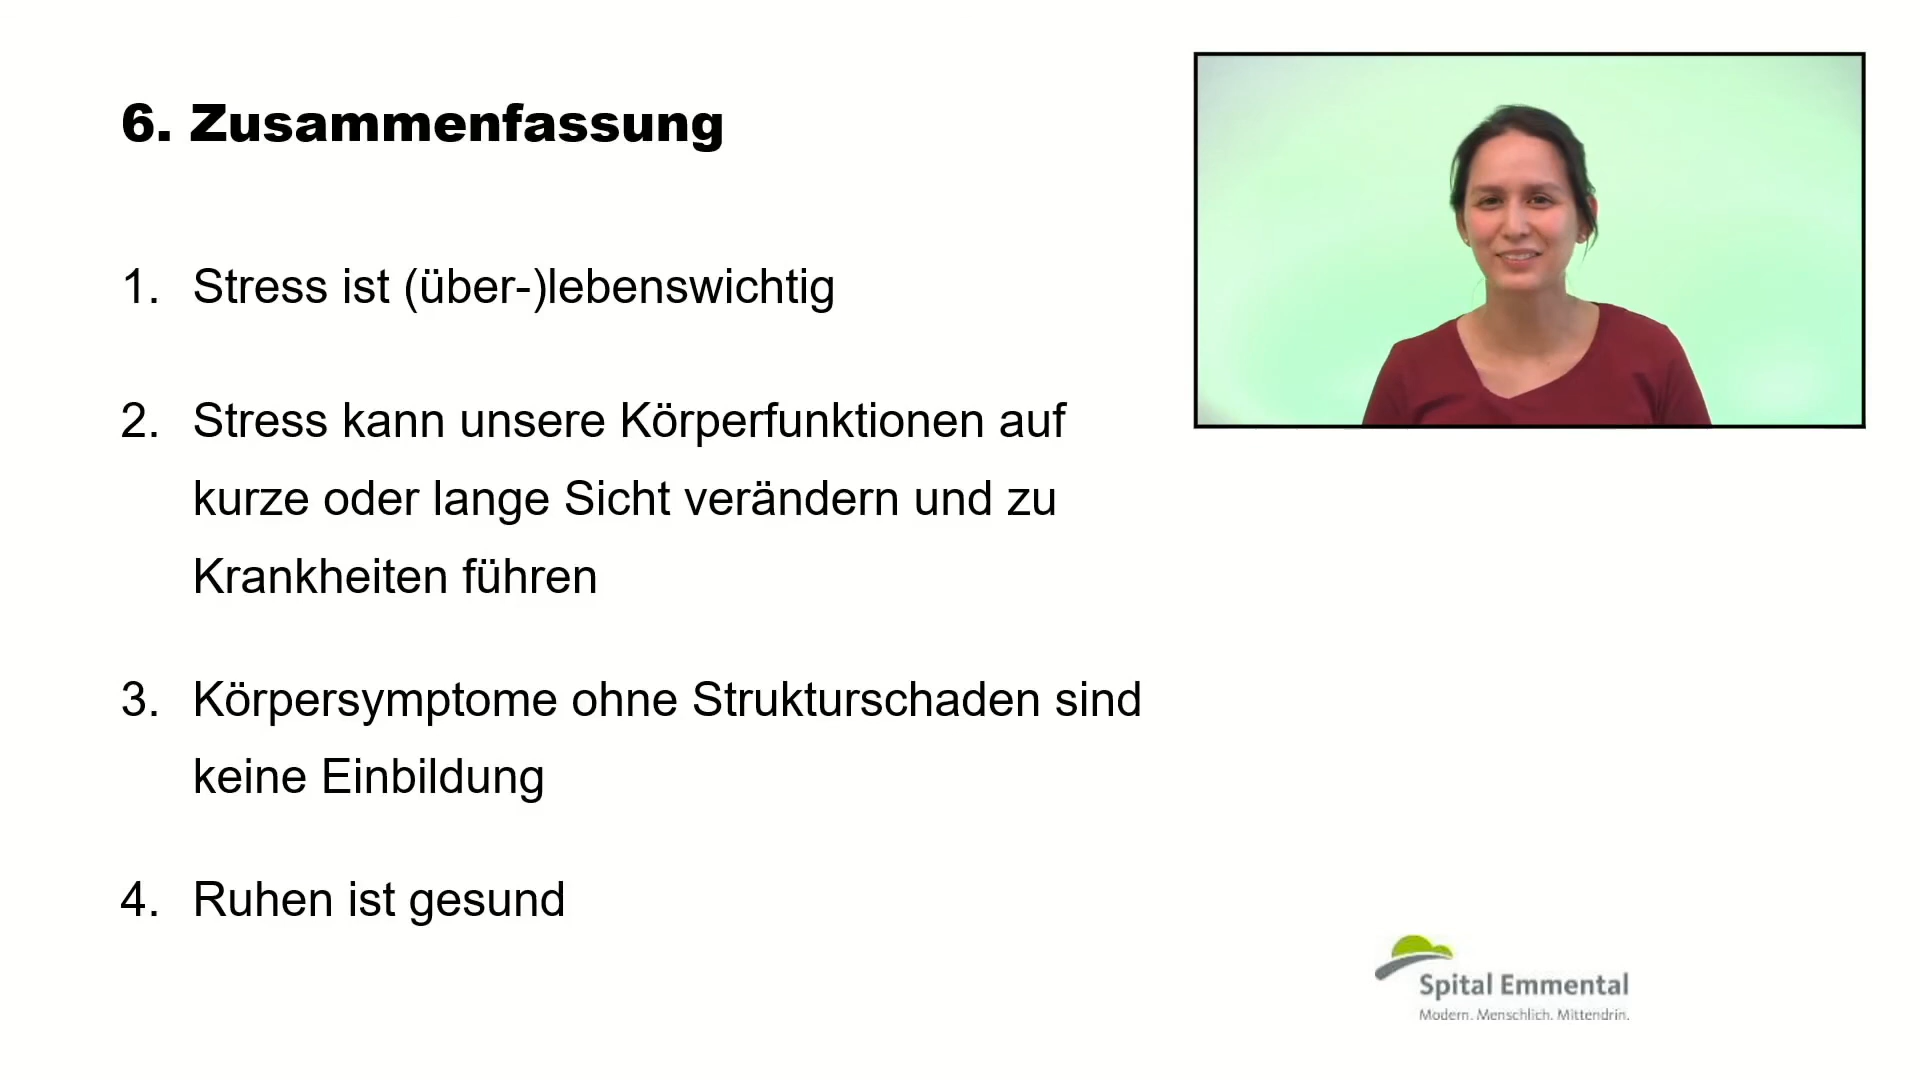 6. Zusammenfassung
1. Stress ist (über-)lebenswichtig
2. Stress kann unsere Körperfunktionen auf
kurze oder lange Sicht verändern und zu
Krankheiten führen
3. Körpersymptome ohne Strukturschaden sind
keine Einbildung
4. Ruhen ist gesund
Spital Emmental
Modern. Menschlich. Mittendrin.